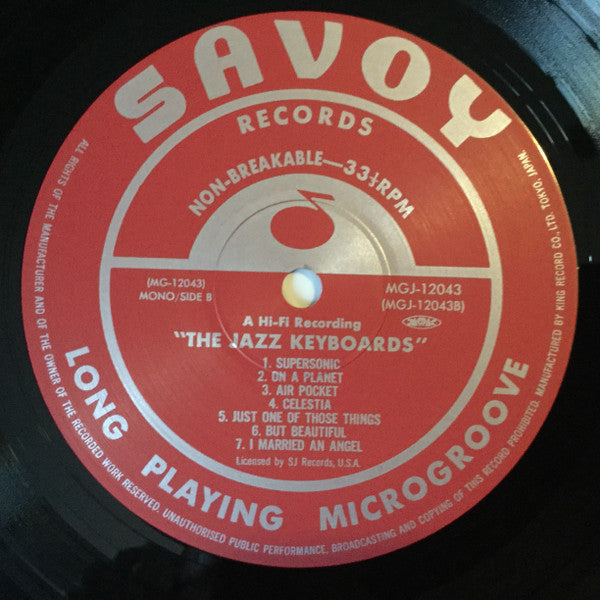 SAVOY
RECORDS
NON-BREAKABLE—33⅓RPM
(MG-12043)
MONO/SIDE B
MGJ-12043
(MGJ-12043B)
A Hi-Fi Recording
"THE JAZZ KEYBOARDS"
1. SUPERSONIC
2. ON A PLANET
3. AIR POCKET
4. CELESTIA
5. JUST ONE OF THOSE THINGS
6. BUT BEAUTIFUL
7. I MARRIED AN ANGEL
Licensed by SJ Records, U.S.A.
LONG PLAYING MICROGROOVE
ALL RIGHTS OF THE MANUFACTURER AND OF THE OWNER OF THE RECORDED WORK RESERVED. UNAUTHORISED PUBLIC PERFORMANCE, BROADCASTING AND COPYING OF THIS RECORD PROHIBITED. MANUFACTURED BY KING RECORD CO., LTD. TOKYO, JAPAN.